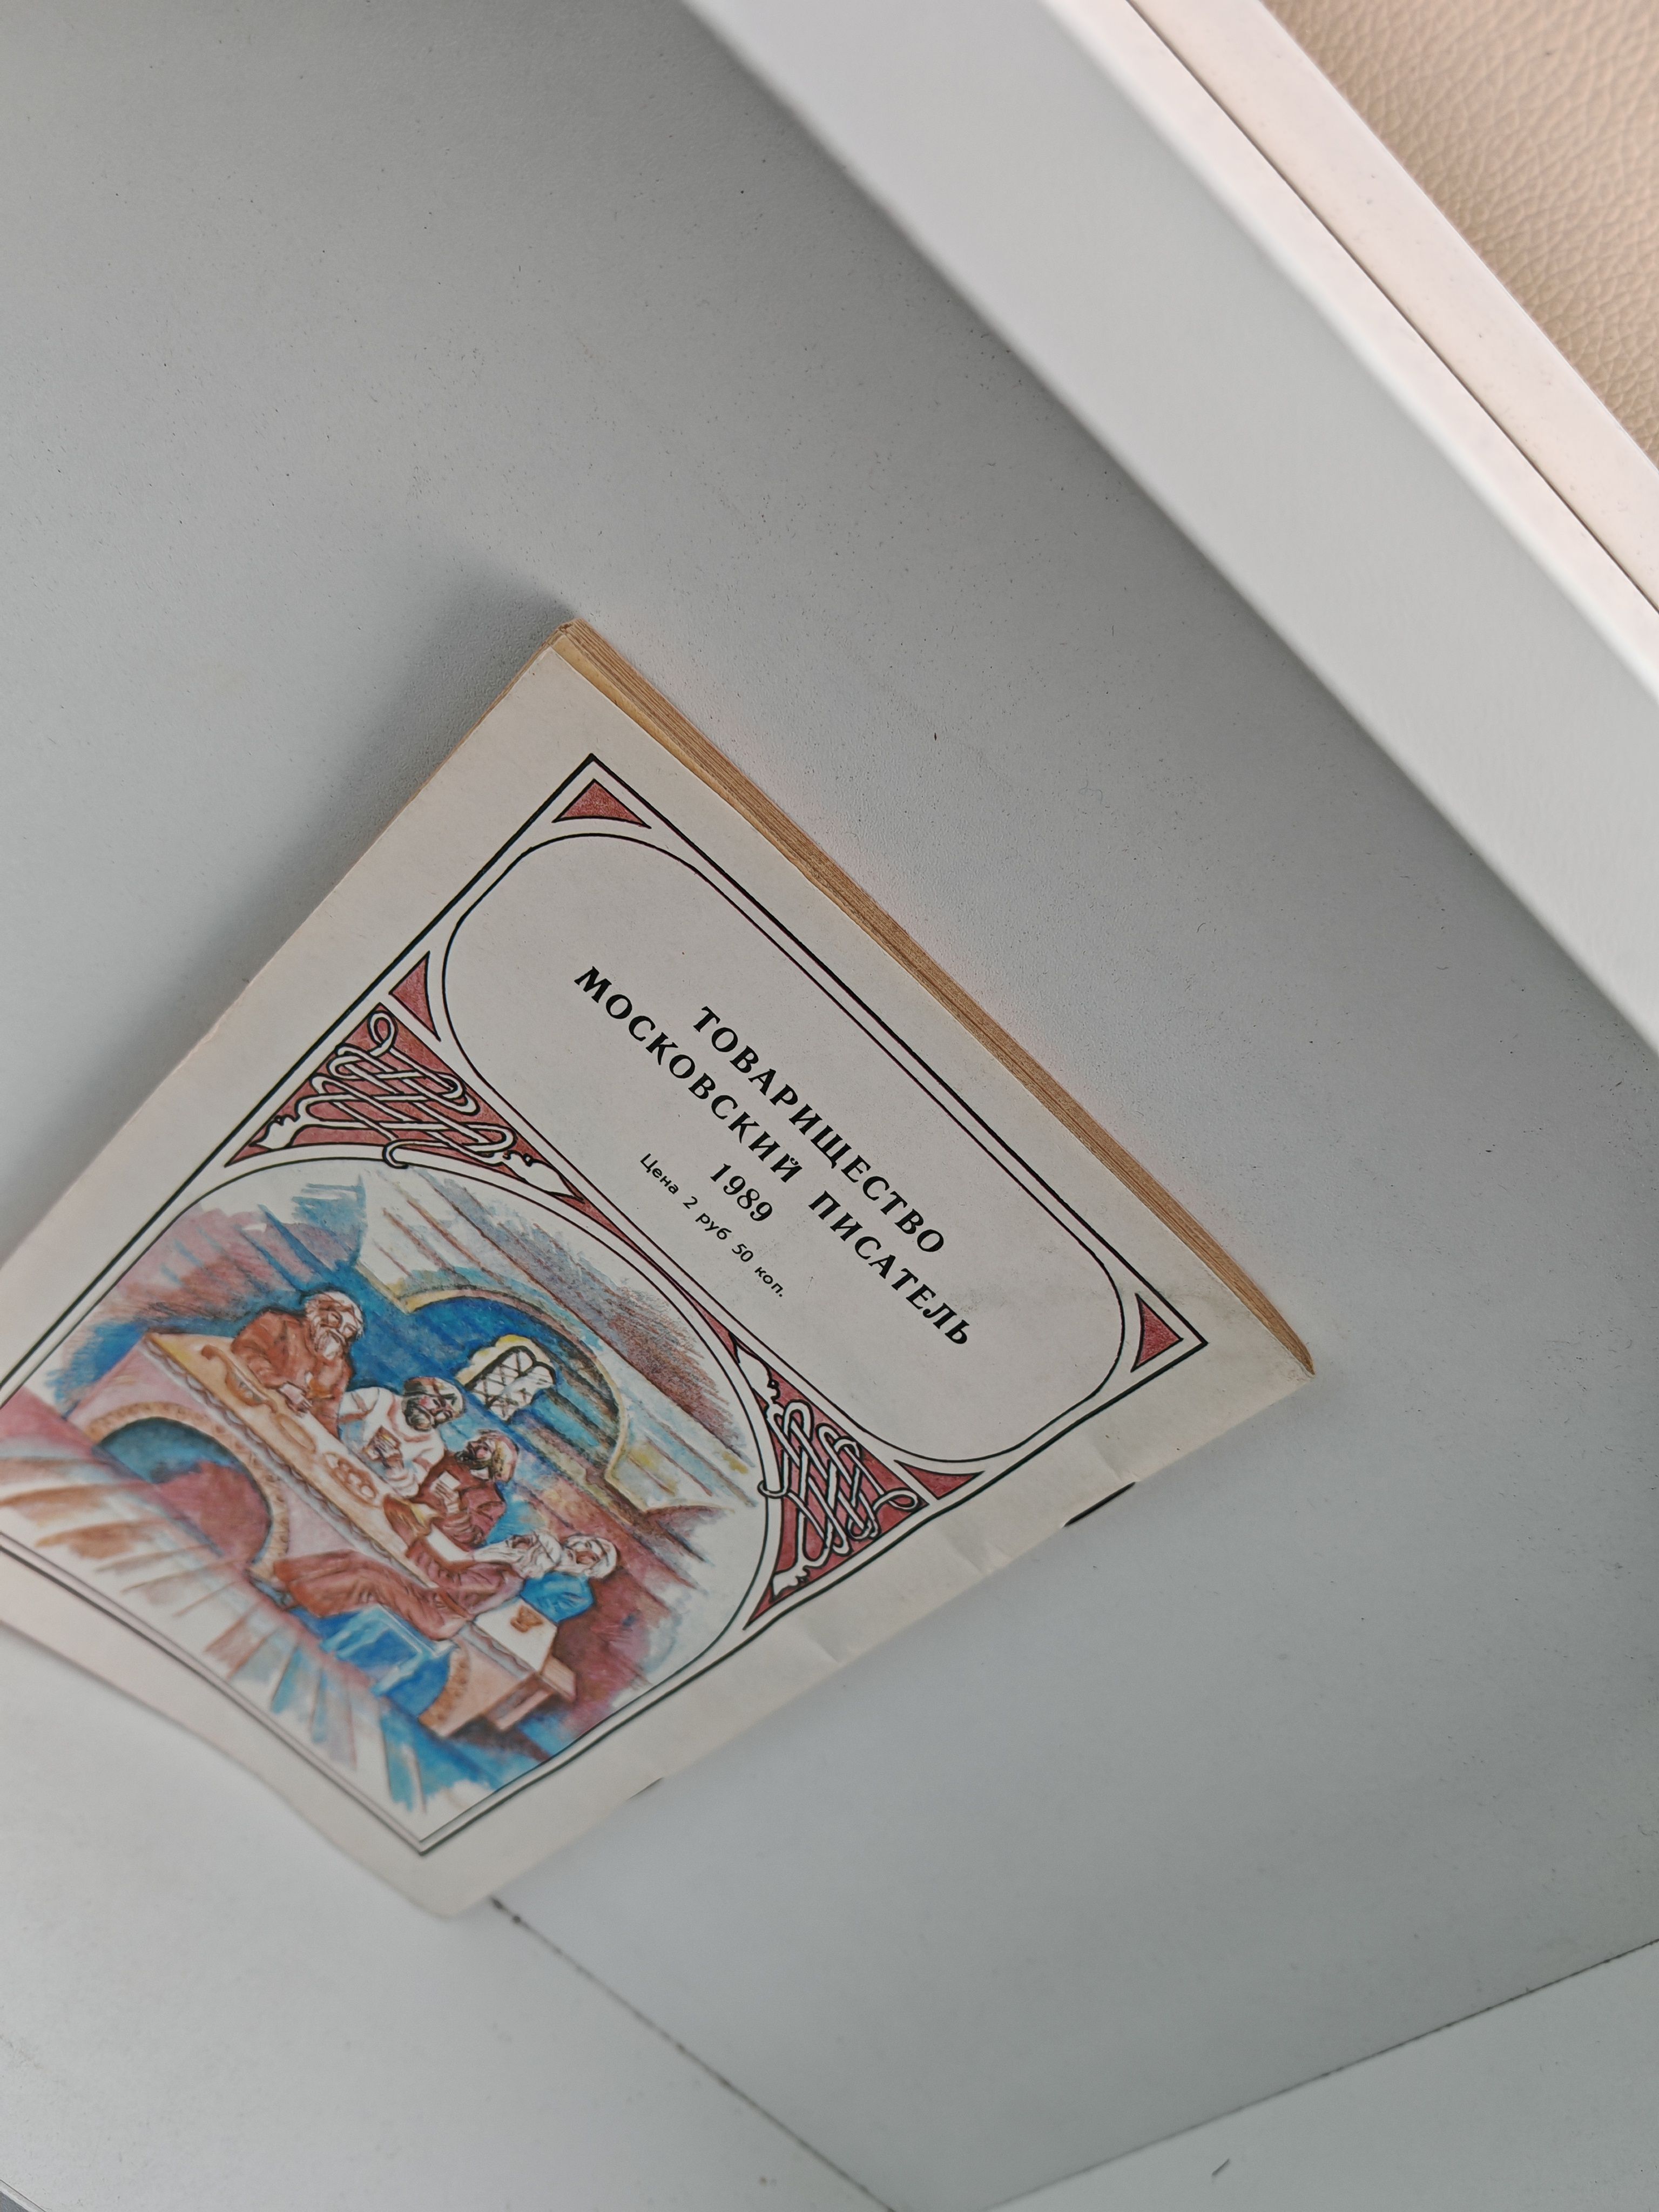 ТОВАРИЩЕСТВО
МОСКОВСКИЙ ПИСАТЕЛЬ
1989
Цена 2 руб 50 коп.